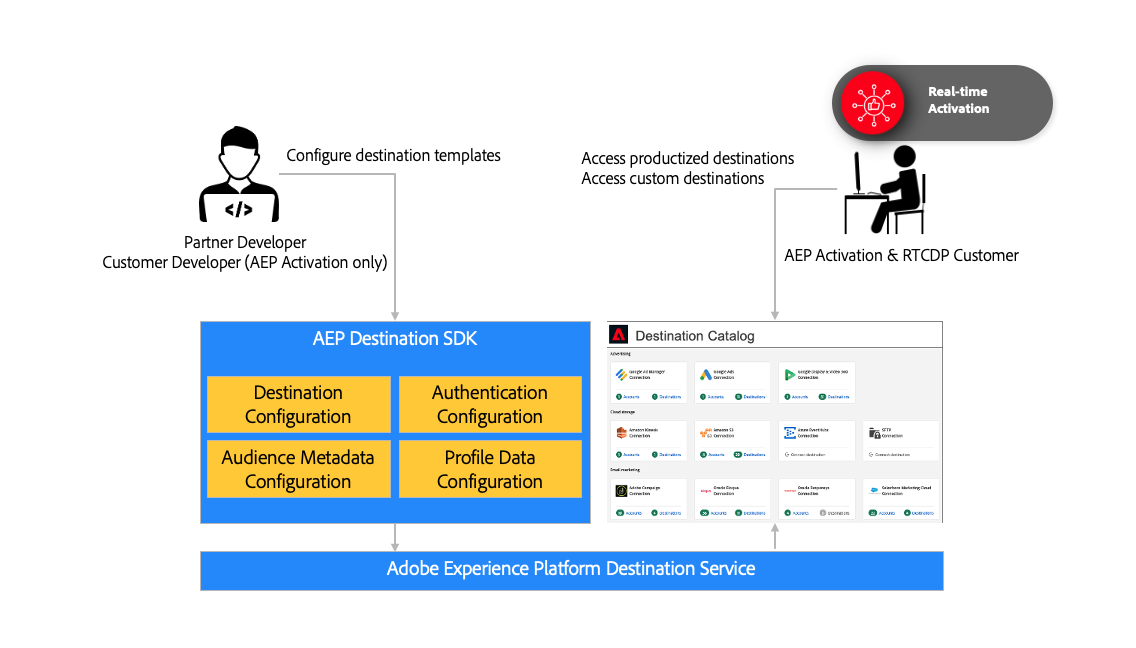 Real-time
Activation
Configure destination templates
Access productized destinations
Access custom destinations
</>
Partner Developer
Customer Developer (AEP Activation only)
AEP Activation & RTCDP Customer
AEP Destination SDK
Destination
Configuration
Authentication
Configuration
Audience Metadata
Configuration
Profile Data
Configuration
Destination Catalog
Advertising
Google Ad Manager
Connection
Google Ads
Connection
Google Display & Video 360
Connection
Accounts
Destinations
Accounts
Destinations
Accounts
Destinations
Cloud storage
Amazon Kinesis
Connection
Amazon S3
Connection
Azure Event Hubs
Connection
SFTP
Connection
Accounts
Destinations
Accounts
Destinations
Connect destination
Connect destination
Email marketing
Adobe Campaign
Connection
Oracle Eloqua
Connection
Oracle Responsys
Connection
Salesforce Marketing Cloud
Connection
Accounts
Destinations
Accounts
Destinations
Accounts
Destinations
Accounts
Destinations
Adobe Experience Platform Destination Service